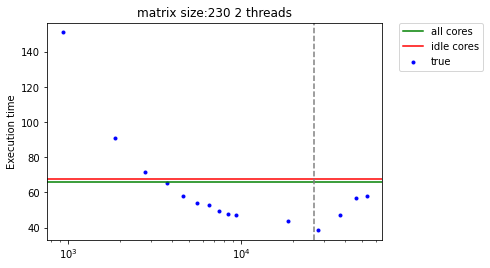 matrix size:230 2 threads
all cores
idle cores
true
Execution time
140
120
100
80
60
40
10³
10⁴